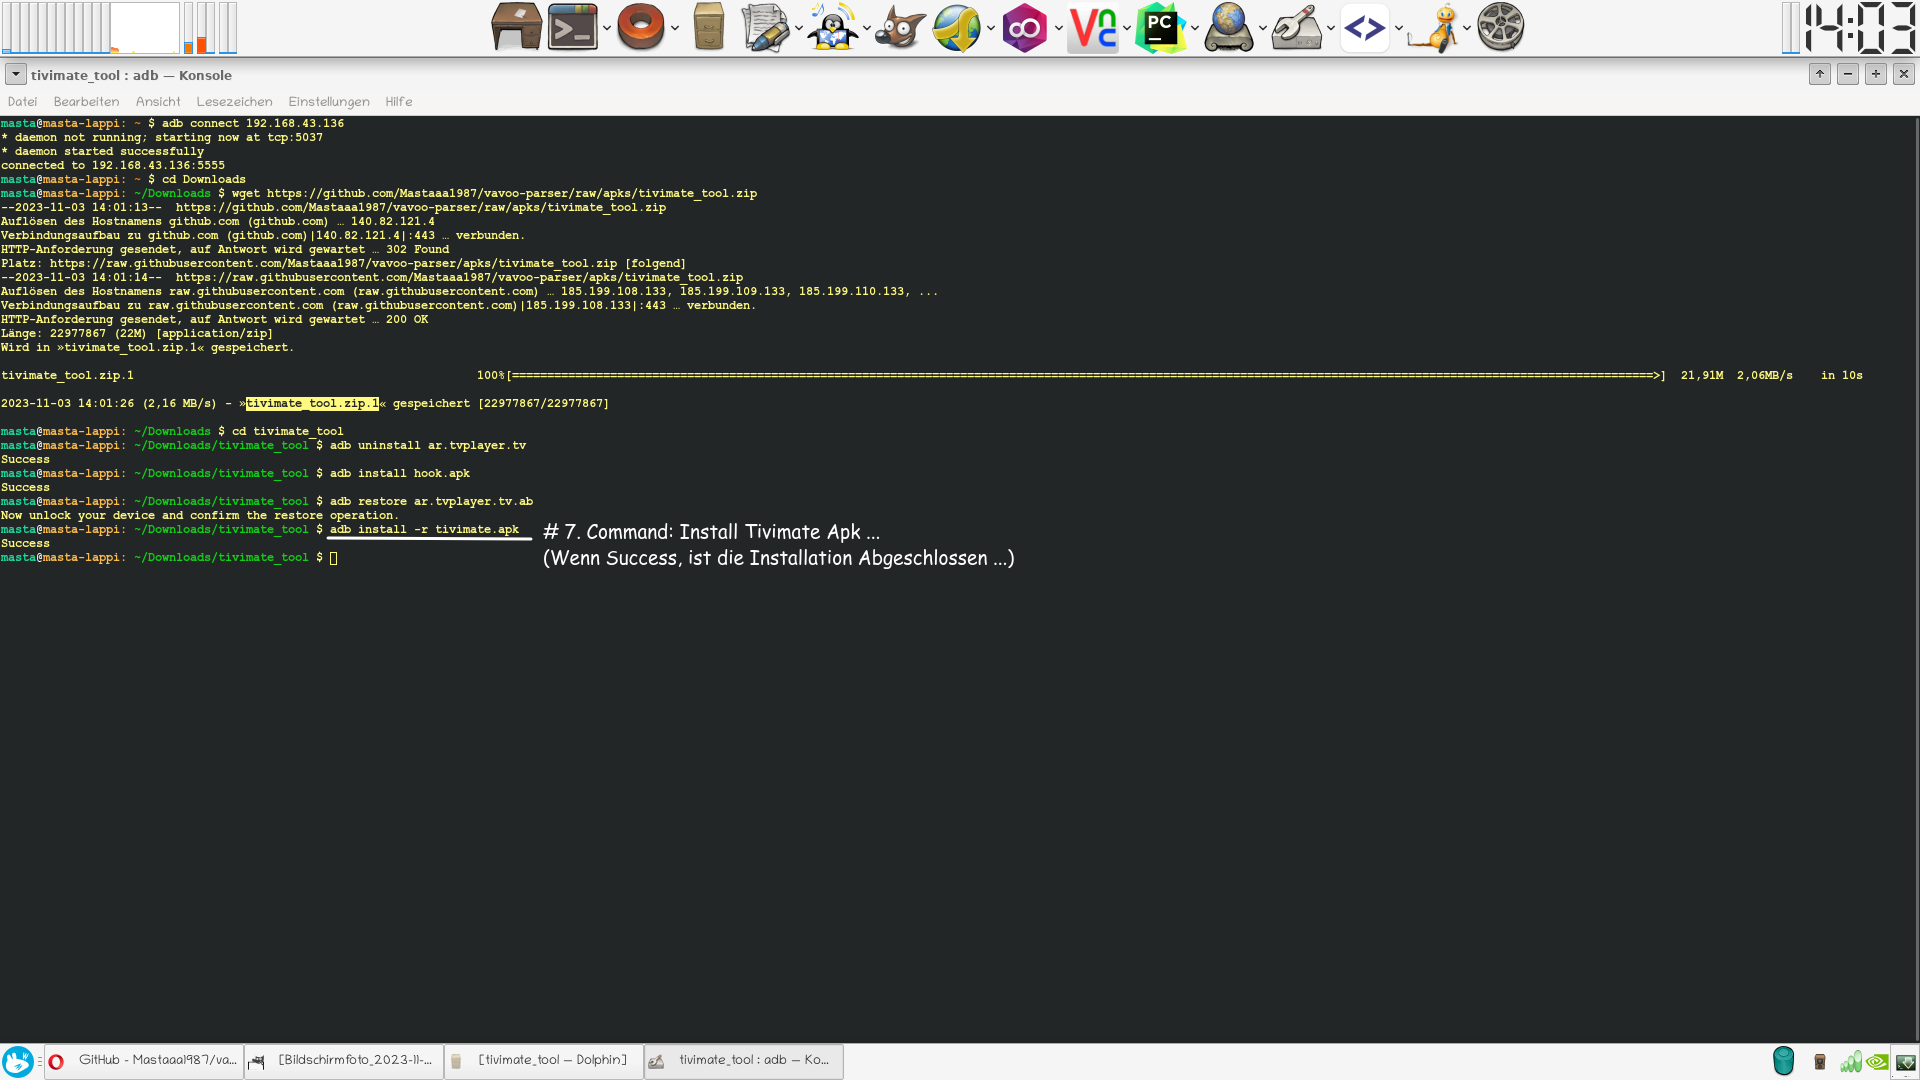 14:03
tivimate_tool : adb — Konsole
Datei Bearbeiten Ansicht Lesezeichen Einstellungen Hilfe
masta@masta-lappi: ~ $ adb connect 192.168.43.136
* daemon not running; starting now at tcp:5037
* daemon started successfully
connected to 192.168.43.136:5555
masta@masta-lappi: ~ $ cd Downloads
masta@masta-lappi: ~/Downloads $ wget https://github.com/Mastaaa1987/vavoo-parser/raw/apks/tivimate_tool.zip
--2023-11-03 14:01:13--  https://github.com/Mastaaa1987/vavoo-parser/raw/apks/tivimate_tool.zip
Auflösen des Hostnamens github.com (github.com) … 140.82.121.4
Verbindungsaufbau zu github.com (github.com)|140.82.121.4|:443 … verbunden.
HTTP-Anforderung gesendet, auf Antwort wird gewartet … 302 Found
Platz: https://raw.githubusercontent.com/Mastaaa1987/vavoo-parser/apks/tivimate_tool.zip [folgend]
--2023-11-03 14:01:14--  https://raw.githubusercontent.com/Mastaaa1987/vavoo-parser/apks/tivimate_tool.zip
Auflösen des Hostnamens raw.githubusercontent.com (raw.githubusercontent.com) … 185.199.108.133, 185.199.109.133, 185.199.110.133, ...
Verbindungsaufbau zu raw.githubusercontent.com (raw.githubusercontent.com)|185.199.108.133|:443 … verbunden.
HTTP-Anforderung gesendet, auf Antwort wird gewartet … 200 OK
Länge: 22977867 (22M) [application/zip]
Wird in »tivimate_tool.zip.1« gespeichert.
tivimate_tool.zip.1 100%[===================>] 21,91M 2,06MB/s in 10s
2023-11-03 14:01:26 (2,16 MB/s) - »tivimate_tool.zip.1« gespeichert [22977867/22977867]
masta@masta-lappi: ~/Downloads $ cd tivimate_tool
masta@masta-lappi: ~/Downloads/tivimate_tool $ adb uninstall ar.tvplayer.tv
Success
masta@masta-lappi: ~/Downloads/tivimate_tool $ adb install hook.apk
Success
masta@masta-lappi: ~/Downloads/tivimate_tool $ adb restore ar.tvplayer.tv.ab
Now unlock your device and confirm the restore operation.
masta@masta-lappi: ~/Downloads/tivimate_tool $ adb install -r tivimate.apk
# 7. Command: Install Tivimate Apk ...
Success
(Wenn Success, ist die Installation Abgeschlossen ...)
masta@masta-lappi: ~/Downloads/tivimate_tool $
GitHub - Mastaaa1987/va... [Bildschirmfoto_2023-11-... [tivimate_tool — Dolphin] tivimate_tool : adb — Ko...